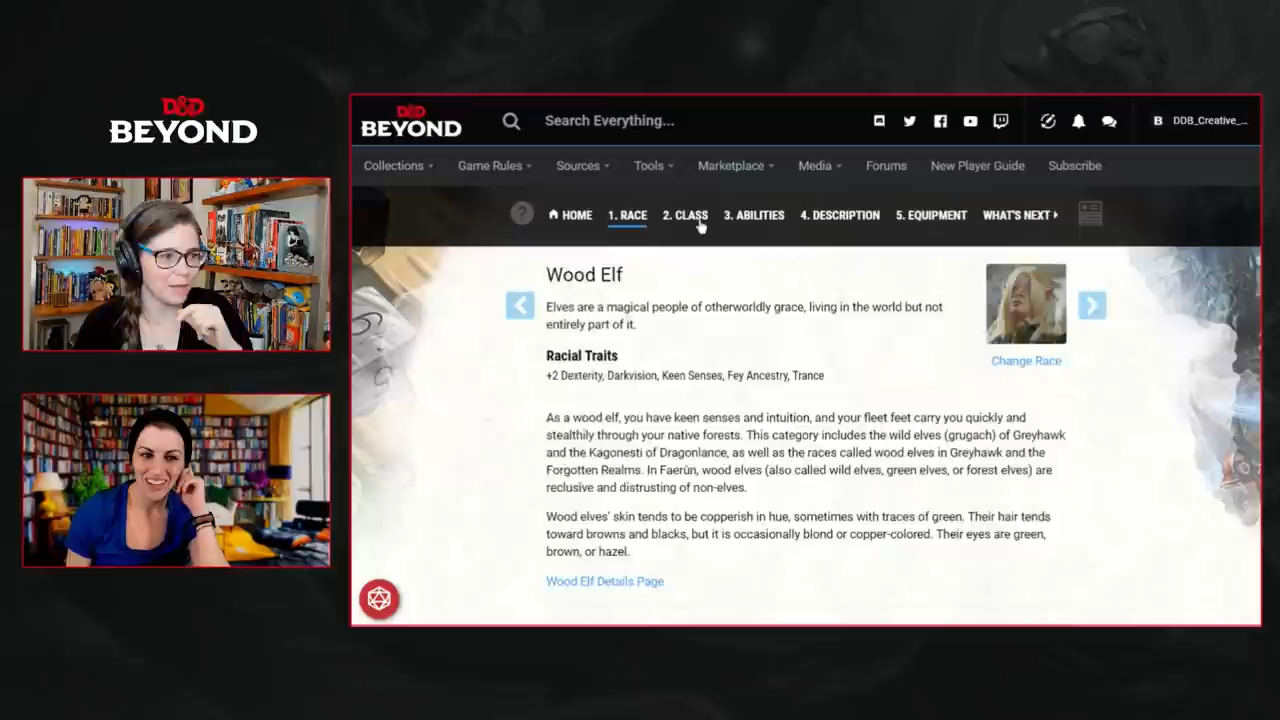 D&D
BEYOND
D&D
BEYOND
Search Everything...
B DDB_Creative_...
Collections Game Rules Sources Tools Marketplace Media Forums New Player Guide Subscribe
? HOME 1. RACE 2. CLASS 3. ABILITIES 4. DESCRIPTION 5. EQUIPMENT WHAT'S NEXT
Wood Elf
Elves are a magical people of otherworldly grace, living in the world but not
entirely part of it.
Racial Traits
+2 Dexterity, Darkvision, Keen Senses, Fey Ancestry, Trance
Change Race
As a wood elf, you have keen senses and intuition, and your fleet feet carry you quickly and
stealthily through your native forests. This category includes the wild elves (grugach) of Greyhawk
and the Kagonesti of Dragonlance, as well as the races called wood elves in Greyhawk and the
Forgotten Realms. In Faerûn, wood elves (also called wild elves, green elves, or forest elves) are
reclusive and distrusting of non-elves.
Wood elves' skin tends to be copperish in hue, sometimes with traces of green. Their hair tends
toward browns and blacks, but it is occasionally blond or copper-colored. Their eyes are green,
brown, or hazel.
Wood Elf Details Page